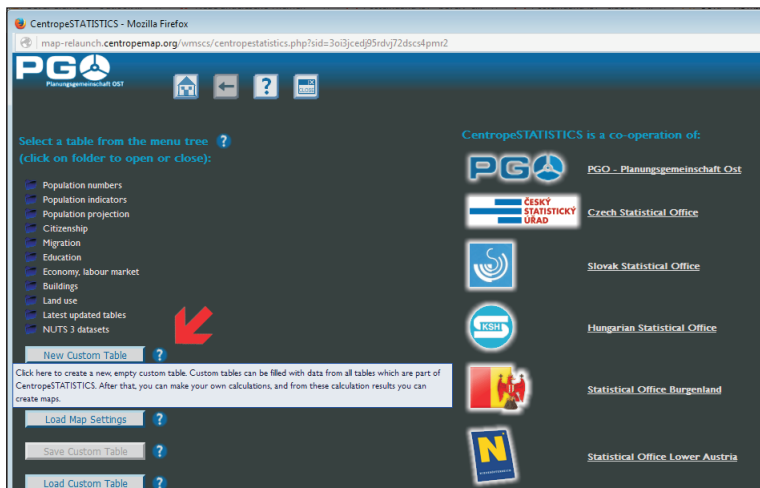 CentropeSTATISTICS - Mozilla Firefox
map-relaunch.centropemap.org/wmscs/centropestatistics.php?sid=3oi3jcedj95rdvj72dscs4pmr2
PGO
Planungsgemeinschaft OST
?
CLOSE
Select a table from the menu tree ?
(click on folder to open or close):
Population numbers
Population indicators
Population projection
Citizenship
Migration
Education
Economy, labour market
Buildings
Land use
Latest updated tables
NUTS 3 datasets
New Custom Table ?
Click here to create a new, empty custom table. Custom tables can be filled with data from all tables which are part of
CentropeSTATISTICS. After that, you can make your own calculations, and from these calculation results you can
create maps.
Load Map Settings ?
Save Custom Table ?
Load Custom Table ?
CentropeSTATISTICS is a co-operation of:
PGO
PGO - Planungsgemeinschaft Ost
ČESKÝ
STATISTICKÝ
ÚŘAD
Czech Statistical Office
Slovak Statistical Office
KSH
Hungarian Statistical Office
Statistical Office Burgenland
N
Statistical Office Lower Austria